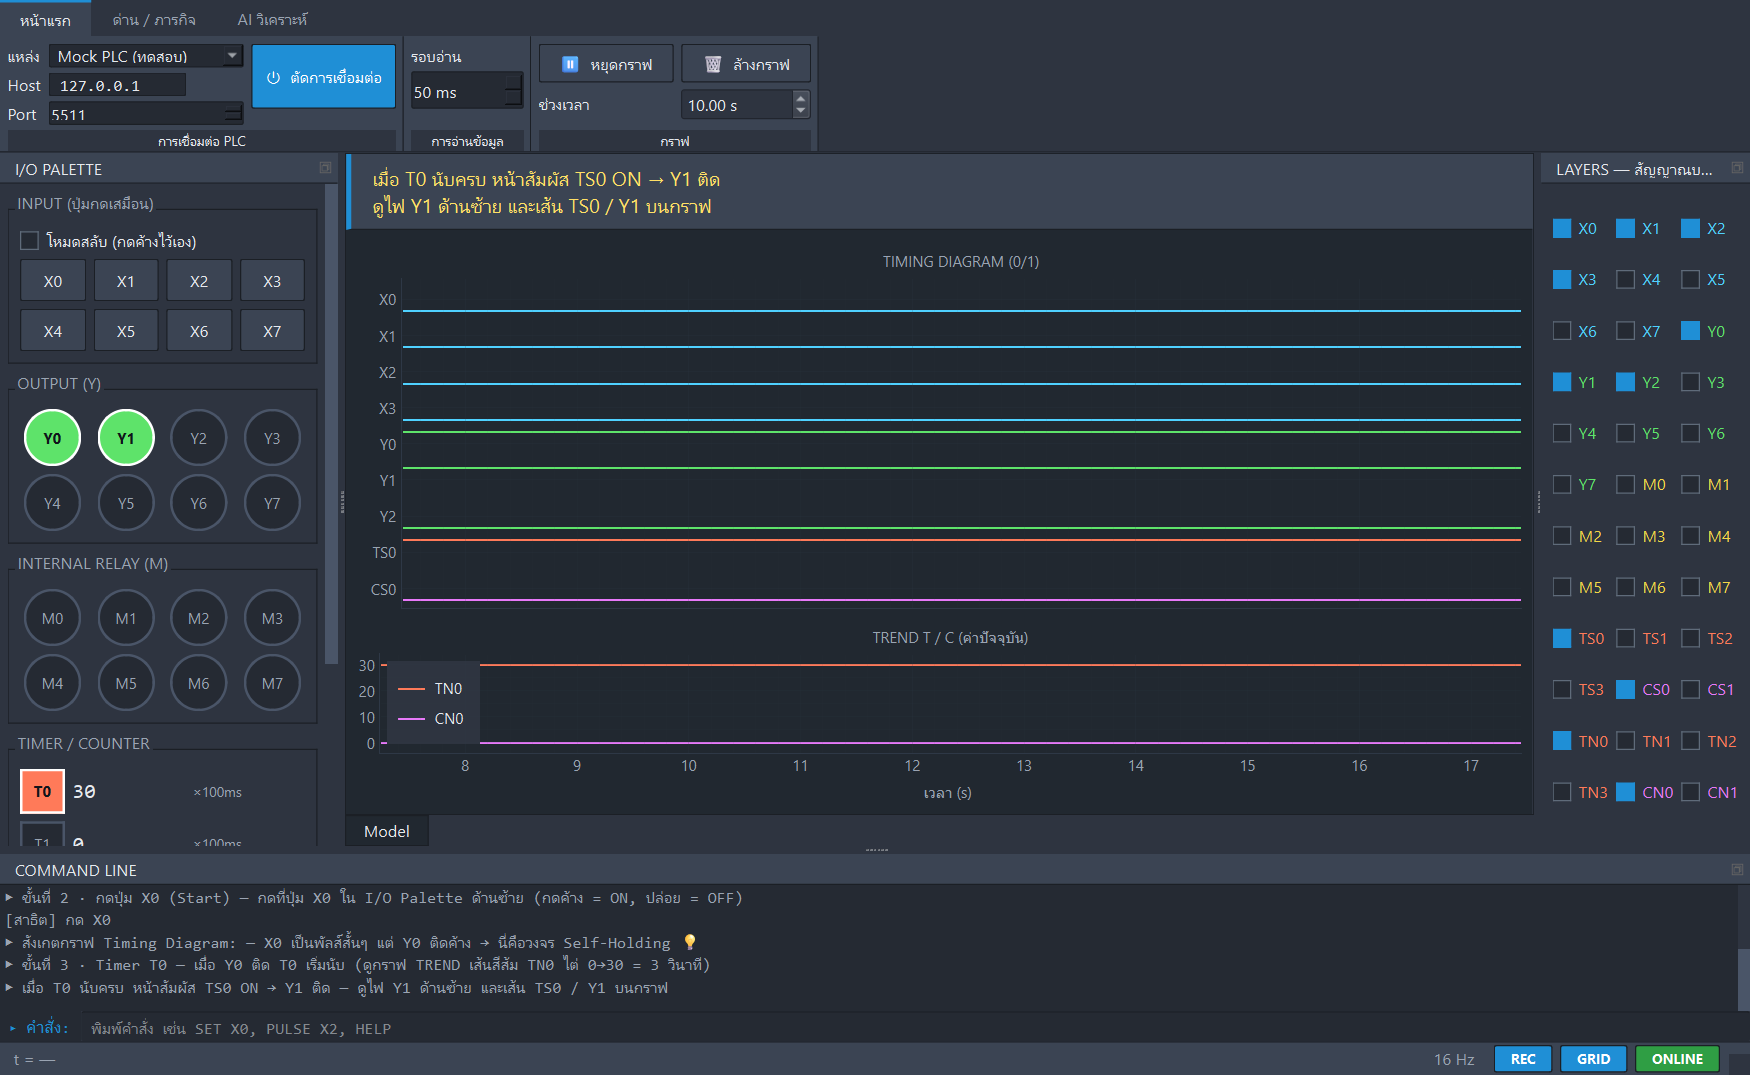 หน้าแรก
ด่าน / ภารกิจ
AI วิเคราะห์
แหล่ง
Mock PLC (ทดสอบ)
Host
127.0.0.1
Port
5511
ตัดการเชื่อมต่อ
การเชื่อมต่อ PLC
รอบอ่าน
50 ms
การอ่านข้อมูล
หยุดกราฟ
ล้างกราฟ
ช่วงเวลา
10.00 s
กราฟ
I/O PALETTE
INPUT (ปุ่มกดเสมือน)
โหมดสลับ (กดค้างไว้เอง)
X0 X1 X2 X3
X4 X5 X6 X7
OUTPUT (Y)
Y0 Y1 Y2 Y3
Y4 Y5 Y6 Y7
INTERNAL RELAY (M)
M0 M1 M2 M3
M4 M5 M6 M7
TIMER / COUNTER
T0 30 ×100ms
T1 0 ×100ms
เมื่อ T0 นับครบ หน้าสัมผัส TS0 ON → Y1 ติด
ดูไฟ Y1 ด้านซ้าย และเส้น TS0 / Y1 บนกราฟ
TIMING DIAGRAM (0/1)
X0
X1
X2
X3
Y0
Y1
Y2
TS0
CS0
TREND T / C (ค่าปัจจุบัน)
30
20
10
0
TN0
CN0
8 9 10 11 12 13 14 15 16 17
เวลา (s)
Model
LAYERS — สัญญาณบ...
X0 X1 X2
X3 X4 X5
X6 X7 Y0
Y1 Y2 Y3
Y4 Y5 Y6
Y7 M0 M1
M2 M3 M4
M5 M6 M7
TS0 TS1 TS2
TS3 CS0 CS1
TN0 TN1 TN2
TN3 CN0 CN1
COMMAND LINE
▶ ขั้นที่ 2 · กดปุ่ม X0 (Start) — กดที่ปุ่ม X0 ใน I/O Palette ด้านซ้าย (กดค้าง = ON, ปล่อย = OFF)
[สาธิต] กด X0
▶ สังเกตกราฟ Timing Diagram: — X0 เป็นพัลส์สั้นๆ แต่ Y0 ติดค้าง → นี่คือวงจร Self-Holding 💡
▶ ขั้นที่ 3 · Timer T0 — เมื่อ Y0 ติด T0 เริ่มนับ (ดูกราฟ TREND เส้นสีส้ม TN0 ไต่ 0→30 = 3 วินาที)
▶ เมื่อ T0 นับครบ หน้าสัมผัส TS0 ON → Y1 ติด — ดูไฟ Y1 ด้านซ้าย และเส้น TS0 / Y1 บนกราฟ
▸ คำสั่ง: พิมพ์คำสั่ง เช่น SET X0, PULSE X2, HELP
t = —
16 Hz
REC
GRID
ONLINE